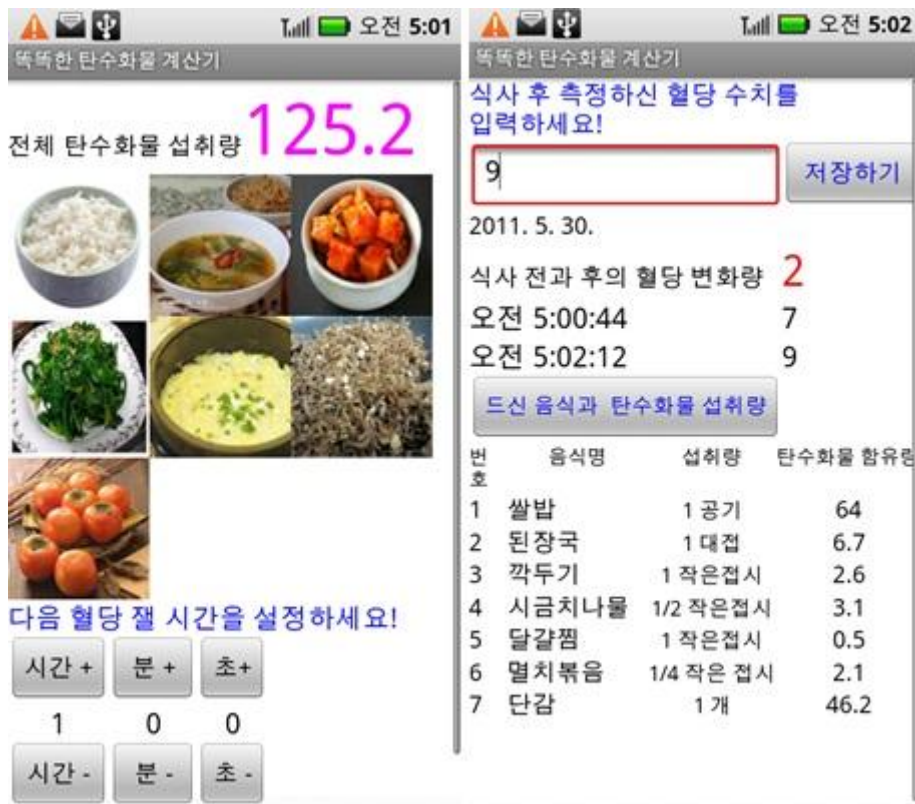 오전 5:01
똑똑한 탄수화물 계산기
전체 탄수화물 섭취량 125.2
다음 혈당 잴 시간을 설정하세요!
시간 + 분 + 초+
1 0 0
시간 - 분 - 초 -
오전 5:02
똑똑한 탄수화물 계산기
식사 후 측정하신 혈당 수치를
입력하세요!
9 저장하기
2011. 5. 30.
식사 전과 후의 혈당 변화량 2
오전 5:00:44 7
오전 5:02:12 9
드신 음식과 탄수화물 섭취량
번호 음식명 섭취량 탄수화물 함유량
1 쌀밥 1 공기 64
2 된장국 1 대접 6.7
3 깍두기 1 작은접시 2.6
4 시금치나물 1/2 작은접시 3.1
5 달걀찜 1 작은접시 0.5
6 멸치볶음 1/4 작은 접시 2.1
7 단감 1 개 46.2